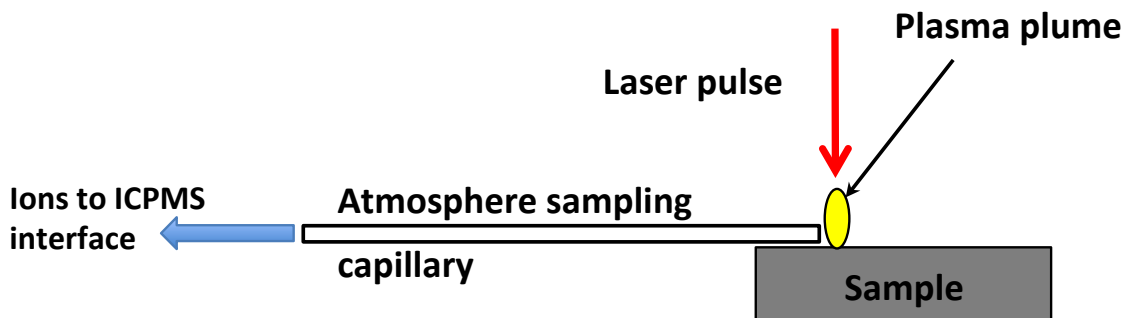 Plasma plume
Laser pulse
Ions to ICPMS
interface
Atmosphere sampling
capillary
Sample